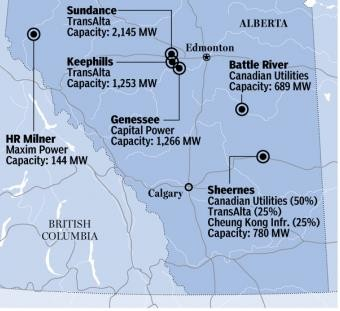 Sundance
TransAlta
Capacity: 2,145 MW
ALBERTA
Keephills
TransAlta
Capacity: 1,253 MW
Edmonton
Battle River
Canadian Utilities
Capacity: 689 MW
Genessee
Capital Power
Capacity: 1,266 MW
HR Milner
Maxim Power
Capacity: 144 MW
Calgary
Sheernes
Canadian Utilities (50%)
TransAlta (25%)
Cheung Kong Infr. (25%)
Capacity: 780 MW
BRITISH
COLUMBIA